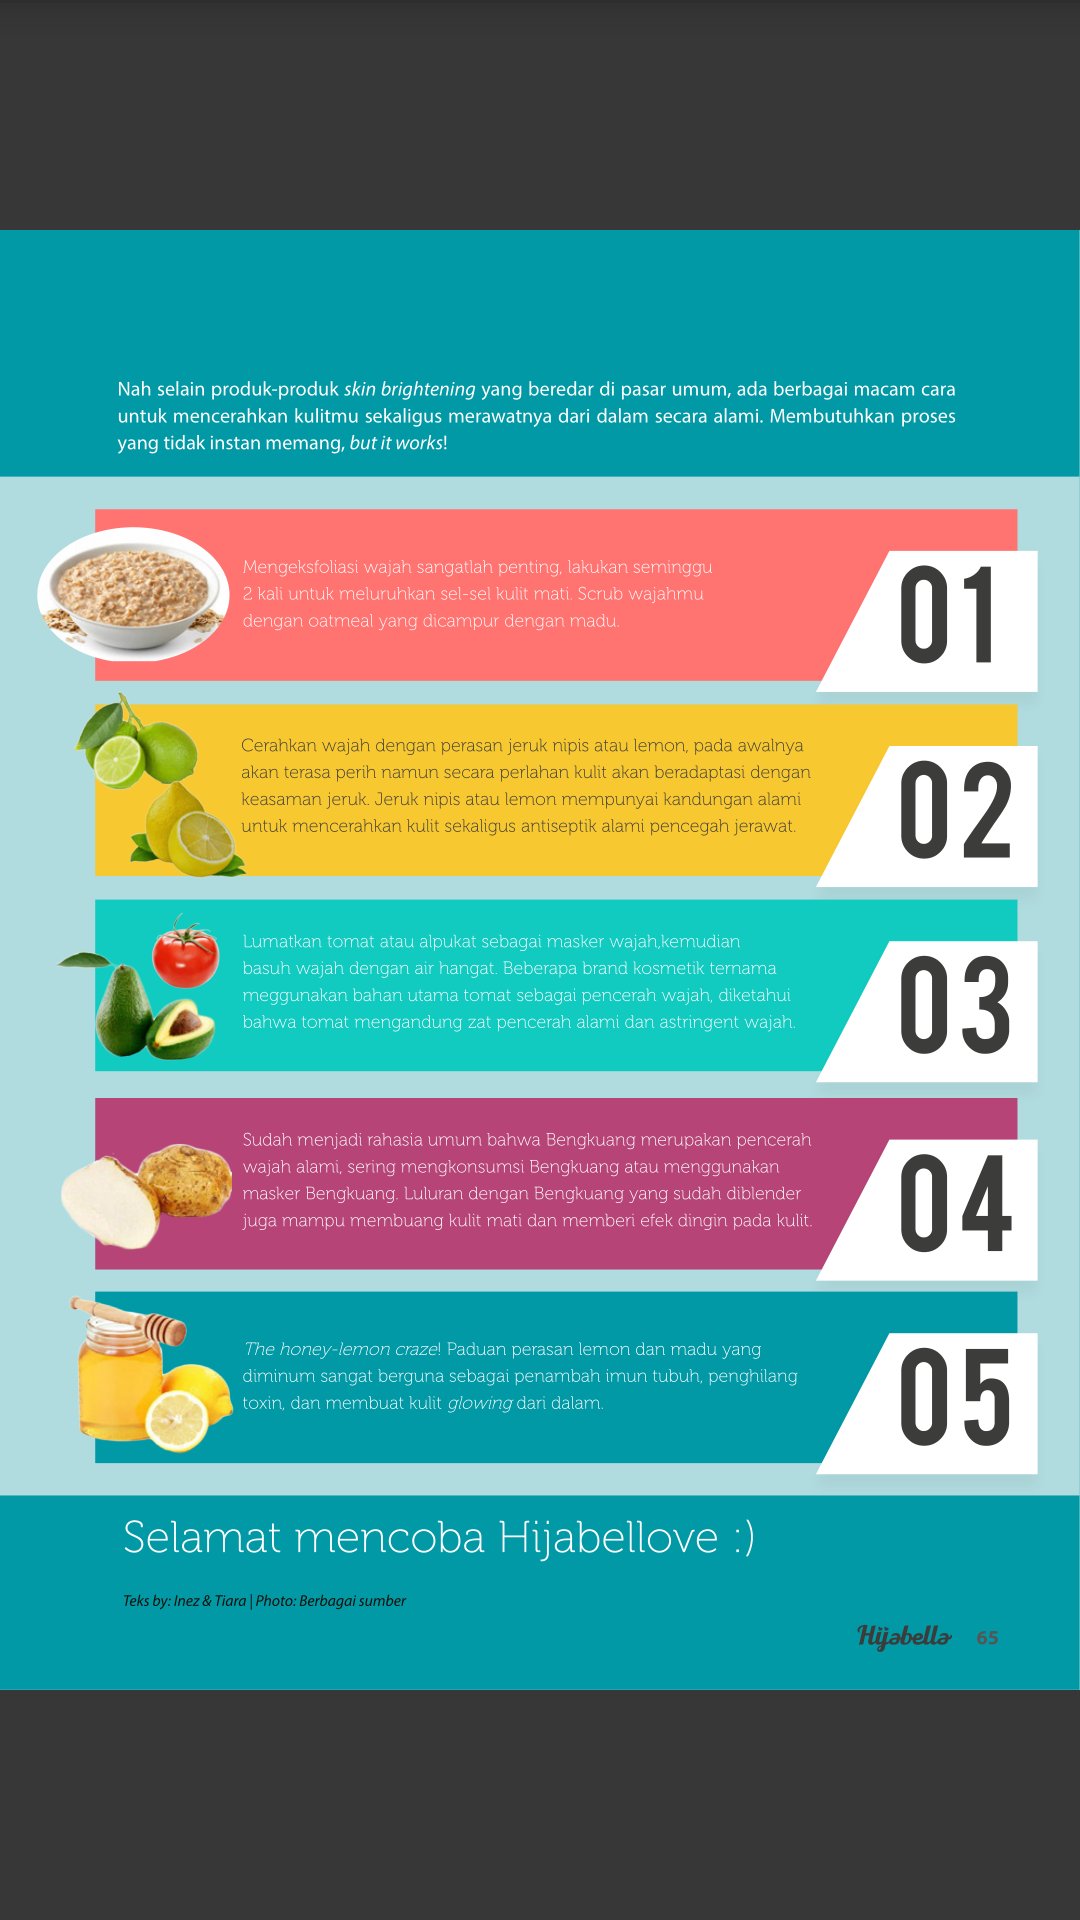 Nah selain produk-produk skin brightening yang beredar di pasar umum, ada berbagai macam cara
untuk mencerahkan kulitmu sekaligus merawatnya dari dalam secara alami. Membutuhkan proses
yang tidak instan memang, but it works!
Mengeksfoliasi wajah sangatlah penting, lakukan seminggu
2 kali untuk meluruhkan sel-sel kulit mati. Scrub wajahmu
dengan oatmeal yang dicampur dengan madu.
01
Cerahkan wajah dengan perasan jeruk nipis atau lemon, pada awalnya
akan terasa perih namun secara perlahan kulit akan beradaptasi dengan
keasaman jeruk. Jeruk nipis atau lemon mempunyai kandungan alami
untuk mencerahkan kulit sekaligus antiseptik alami pencegah jerawat.
02
Lumatkan tomat atau alpukat sebagai masker wajah,kemudian
basuh wajah dengan air hangat. Beberapa brand kosmetik ternama
meggunakan bahan utama tomat sebagai pencerah wajah, diketahui
bahwa tomat mengandung zat pencerah alami dan astringent wajah.
03
Sudah menjadi rahasia umum bahwa Bengkuang merupakan pencerah
wajah alami, sering mengkonsumsi Bengkuang atau menggunakan
masker Bengkuang. Luluran dengan Bengkuang yang sudah diblender
juga mampu membuang kulit mati dan memberi efek dingin pada kulit.
04
The honey-lemon craze! Paduan perasan lemon dan madu yang
diminum sangat berguna sebagai penambah imun tubuh, penghilang
toxin, dan membuat kulit glowing dari dalam.
05
Selamat mencoba Hijabellove :)
Teks by: Inez & Tiara | Photo: Berbagai sumber
Hijabella 65